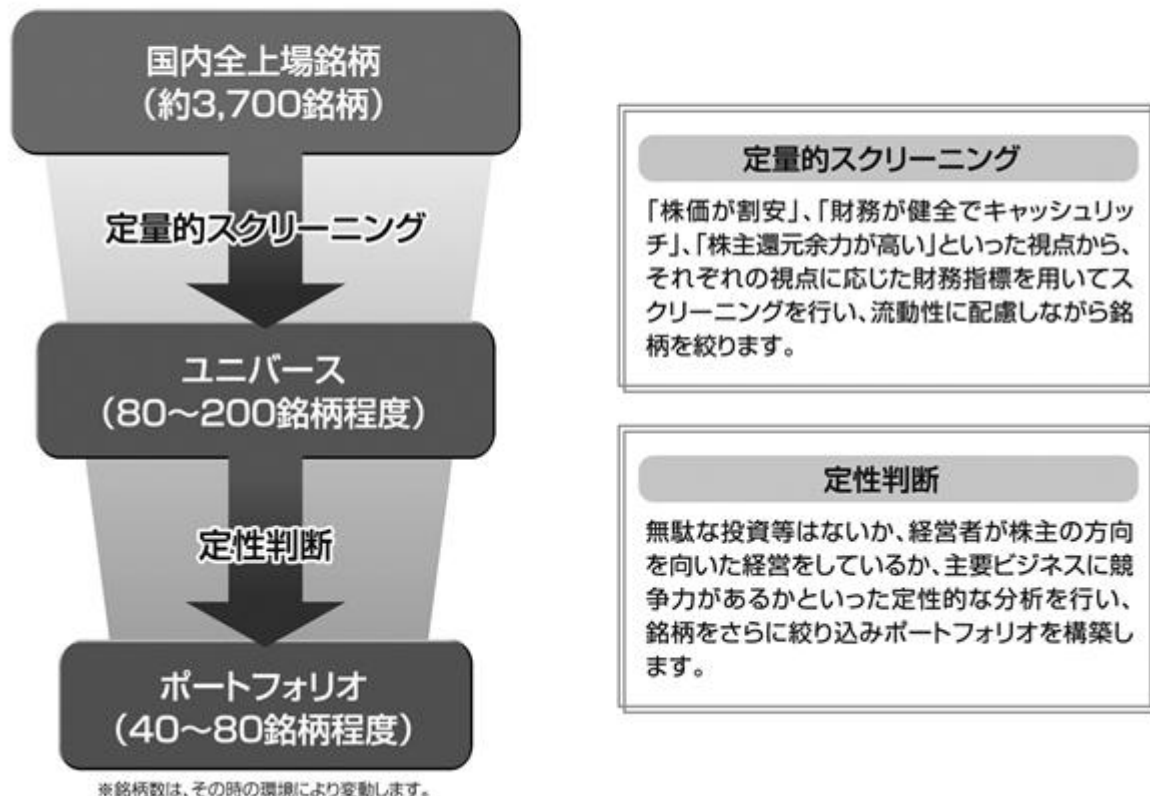 国内全上場銘柄
(約3,700銘柄)
定量的スクリーニング
ユニバース
(80〜200銘柄程度)
定性判断
ポートフォリオ
(40〜80銘柄程度)
※銘柄数は、その時の環境により変動します。
定量的スクリーニング
「株価が割安」、「財務が健全でキャッシュリッ
チ」、「株主還元余力が高い」といった視点から、
それぞれの視点に応じた財務指標を用いてス
クリーニングを行い、流動性に配慮しながら銘
柄を絞ります。
定性判断
無駄な投資等はないか、経営者が株主の方向
を向いた経営をしているか、主要ビジネスに競
争力があるかといった定性的な分析を行い、
銘柄をさらに絞り込みポートフォリオを構築し
ます。